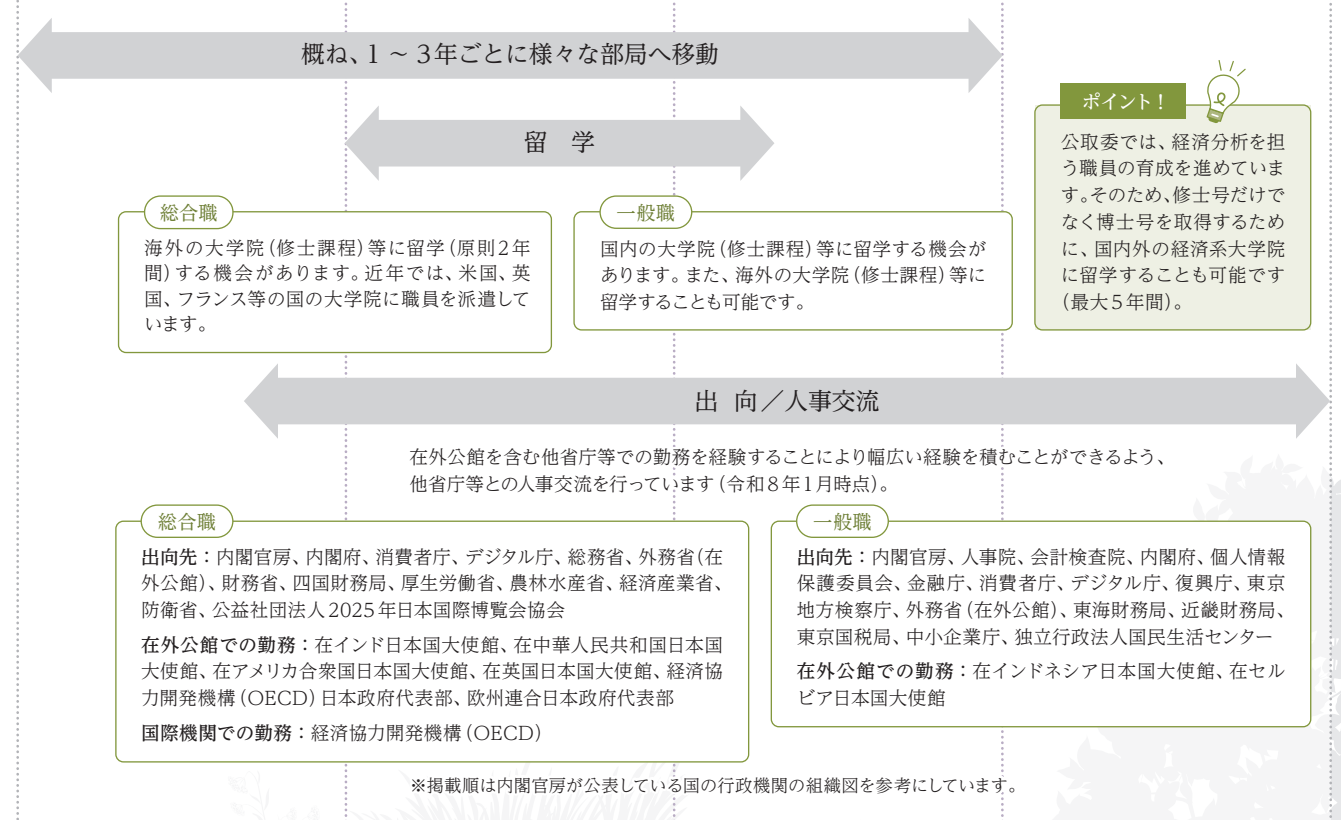 概ね、1 ～ 3年ごとに様々な部局へ移動
留 学
ポイント！
公取委では、経済分析を担
う職員の育成を進めていま
す。そのため、修士号だけで
なく博士号を取得するため
に、国内外の経済系大学院
に留学することも可能です
（最大５年間）。
総合職
海外の大学院（修士課程）等に留学（原則2年
間）する機会があります。近年では、米国、英
国、フランス等の国の大学院に職員を派遣して
います。
一般職
国内の大学院（修士課程）等に留学する機会が
あります。また、海外の大学院（修士課程）等に
留学することも可能です。
出 向／人事交流
在外公館を含む他省庁等での勤務を経験することにより幅広い経験を積むことができるよう、
他省庁等との人事交流を行っています（令和８年1月時点）。
総合職
出向先：内閣官房、内閣府、消費者庁、デジタル庁、総務省、外務省（在
外公館）、財務省、四国財務局、厚生労働省、農林水産省、経済産業省、
防衛省、公益社団法人2025年日本国際博覧会協会
在外公館での勤務：在インド日本国大使館、在中華人民共和国日本国
大使館、在アメリカ合衆国日本国大使館、在英国日本国大使館、経済協
力開発機構（OECD）日本政府代表部、欧州連合日本政府代表部
国際機関での勤務：経済協力開発機構（OECD）
一般職
出向先：内閣官房、人事院、会計検査院、内閣府、個人情報
保護委員会、金融庁、消費者庁、デジタル庁、復興庁、東京
地方検察庁、外務省（在外公館）、東海財務局、近畿財務局、
東京国税局、中小企業庁、独立行政法人国民生活センター
在外公館での勤務：在インドネシア日本国大使館、在セル
ビア日本国大使館
※掲載順は内閣官房が公表している国の行政機関の組織図を参考にしています。